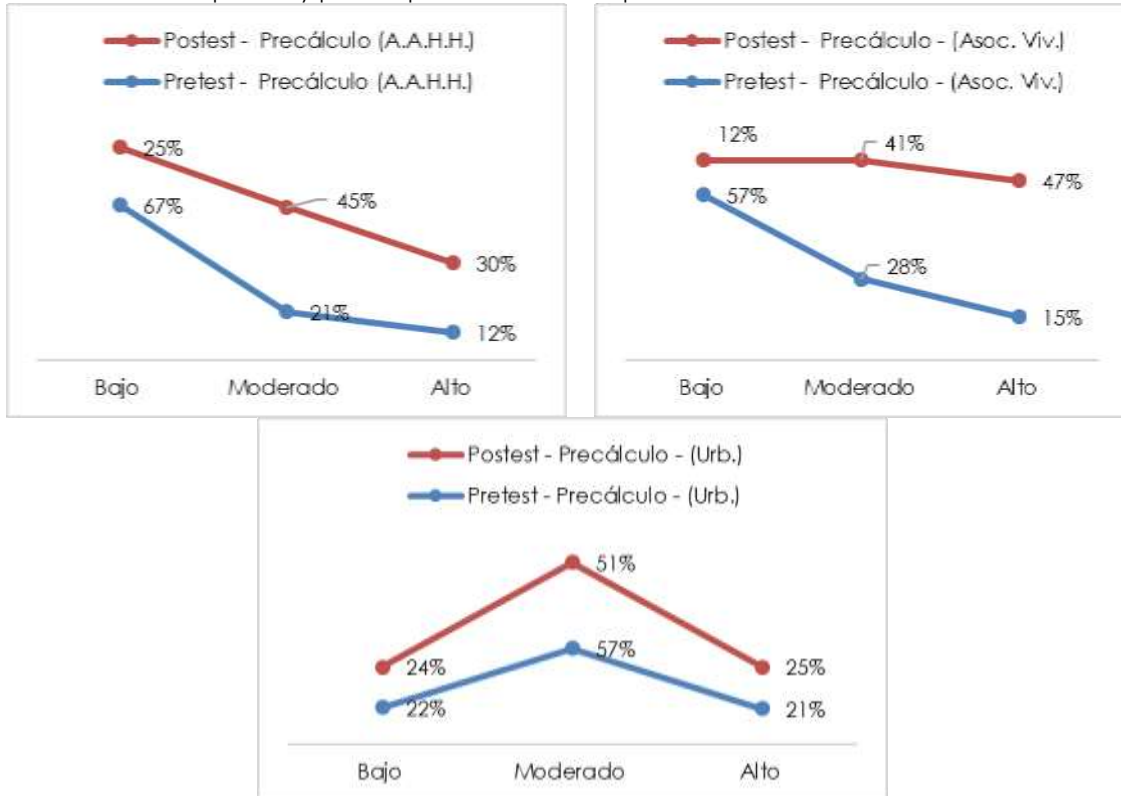 Postest - Precálculo (A.A.H.H.)
Pretest - Precálculo (A.A.H.H.)
25%
45%
67%
30%
21%
12%
Bajo Moderado Alto
Postest - Precálculo - (Asoc. Viv.)
Pretest - Precálculo - (Asoc. Viv.)
12%
41%
47%
57%
28%
15%
Bajo Moderado Alto
Postest - Precálculo - (Urb.)
Pretest - Precálculo - (Urb.)
51%
57%
24%
25%
22%
21%
Bajo Moderado Alto